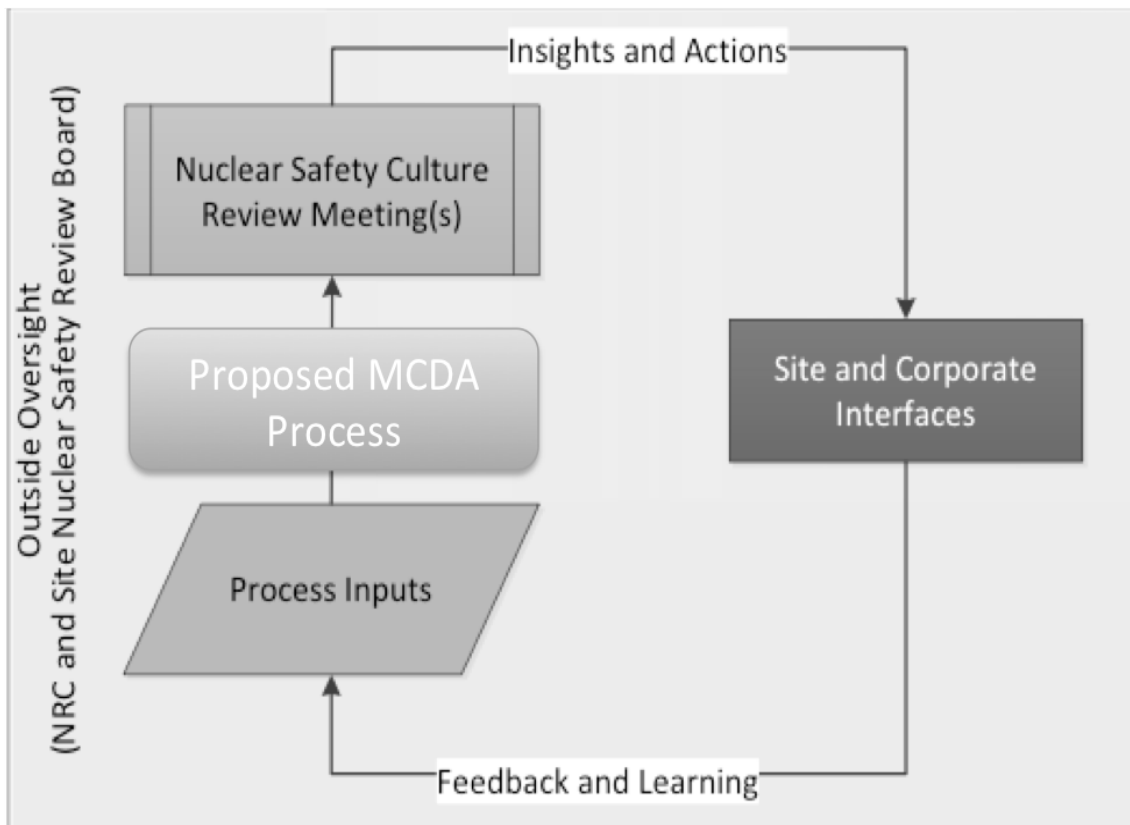 Insights and Actions
Nuclear Safety Culture
Review Meeting(s)
Outside Oversight
(NRC and Site Nuclear Safety Review Board)
Proposed MCDA
Process
Site and Corporate
Interfaces
Process Inputs
Feedback and Learning